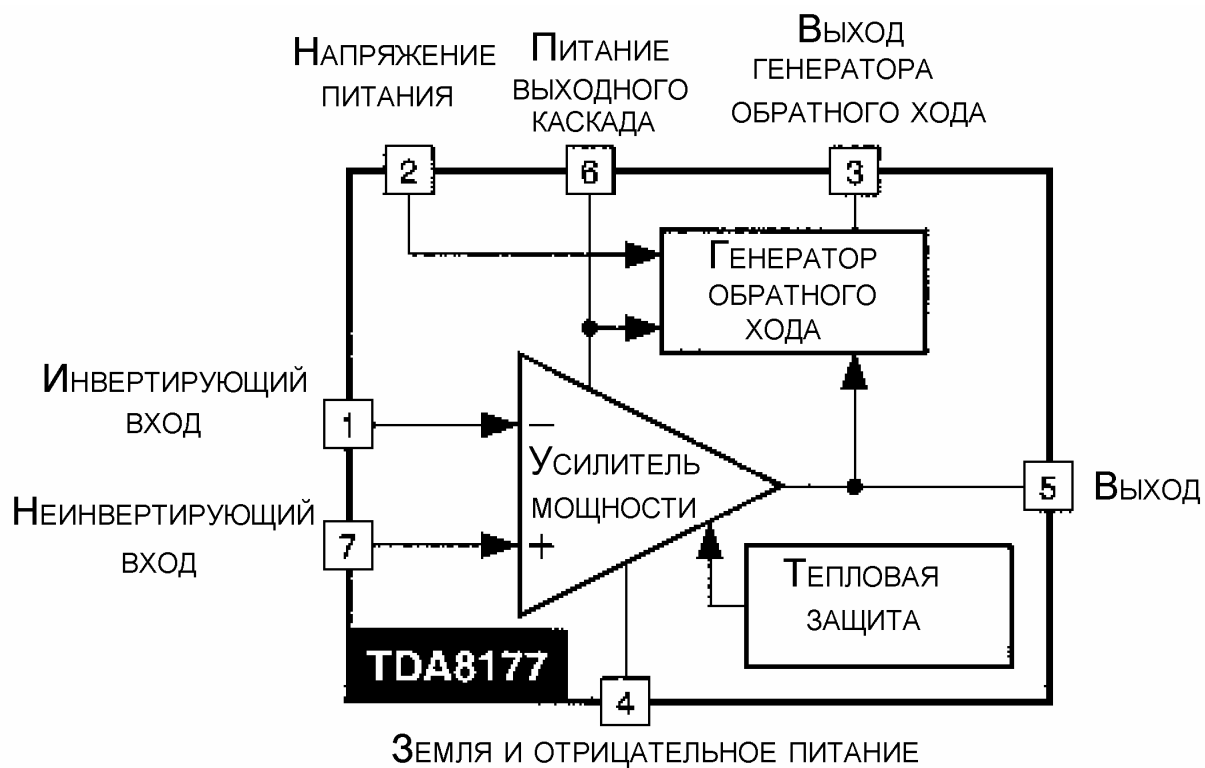 Напряжение
питания
2
Питание
выходного
каскада
6
Выход
генератора
обратного хода
3
Генератор
обратного
хода
Инвертирующий
вход
1
−
Усилитель
мощности
Неинвертирующий
вход
7
+
5
Выход
Тепловая
защита
TDA8177
4
Земля и отрицательное питание